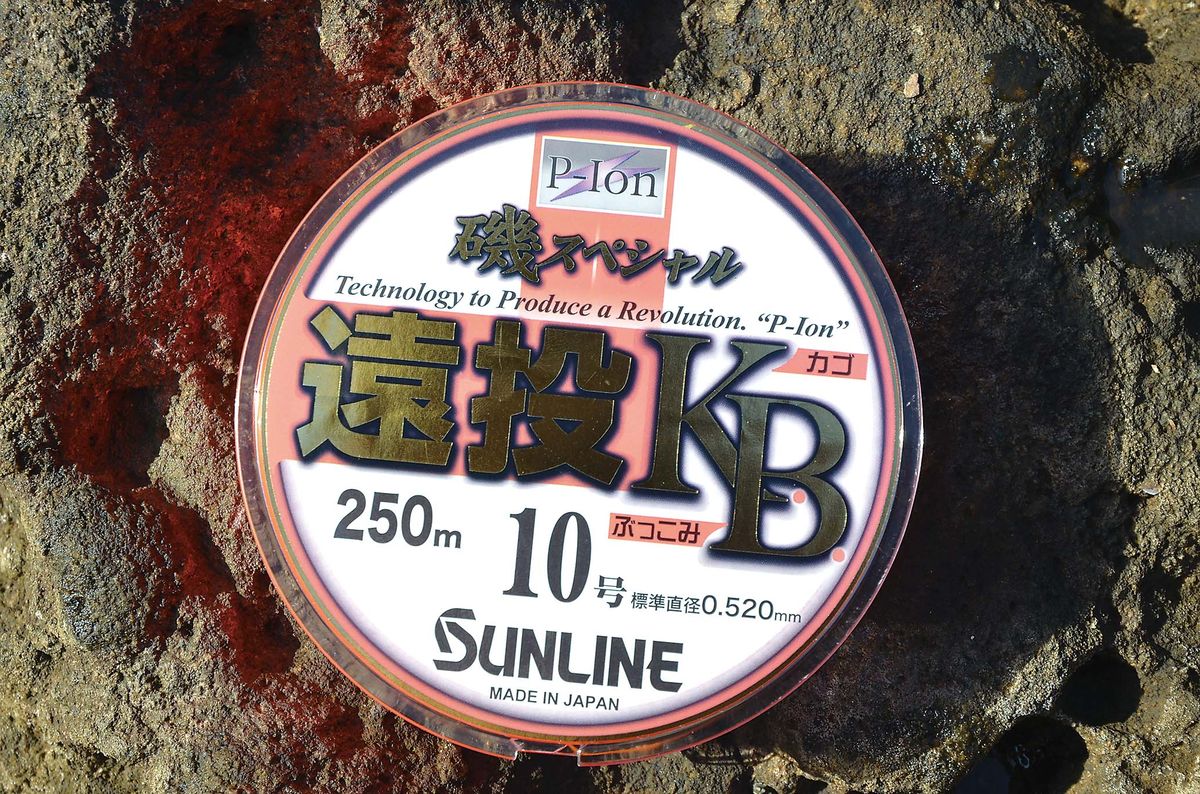 P-Ion
磯スペシャル
Technology to Produce a Revolution. “P-Ion”
遠投K.B.
カゴ
ぶっこみ
250m
10号
標準直径0.520mm
SUNLINE
MADE IN JAPAN